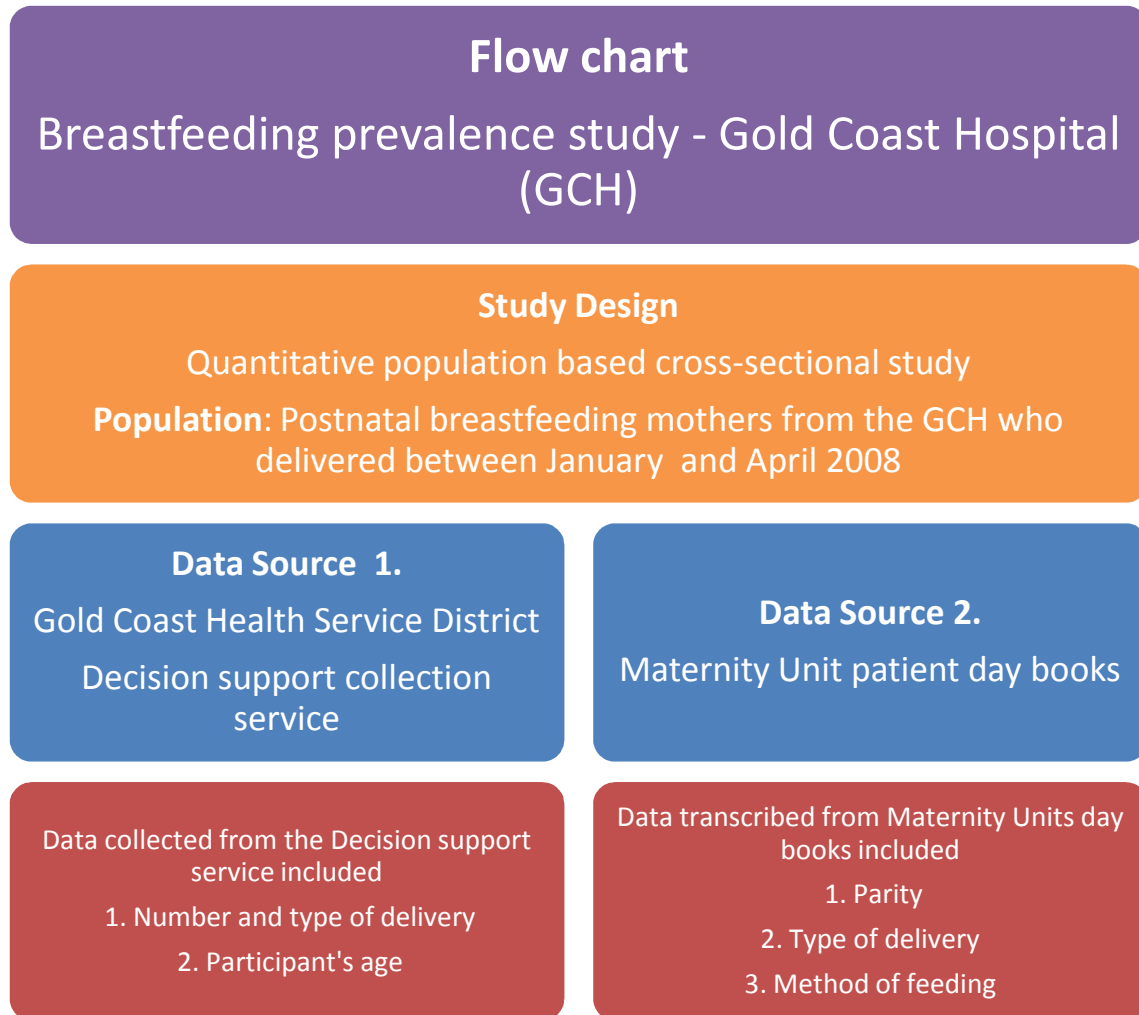 Flow chart
Breastfeeding prevalence study - Gold Coast Hospital
(GCH)
Study Design
Quantitative population based cross-sectional study
Population: Postnatal breastfeeding mothers from the GCH who
delivered between January and April 2008
Data Source 1.
Gold Coast Health Service District
Decision support collection
service
Data Source 2.
Maternity Unit patient day books
Data collected from the Decision support
service included
1. Number and type of delivery
2. Participant's age
Data transcribed from Maternity Units day
books included
1. Parity
2. Type of delivery
3. Method of feeding